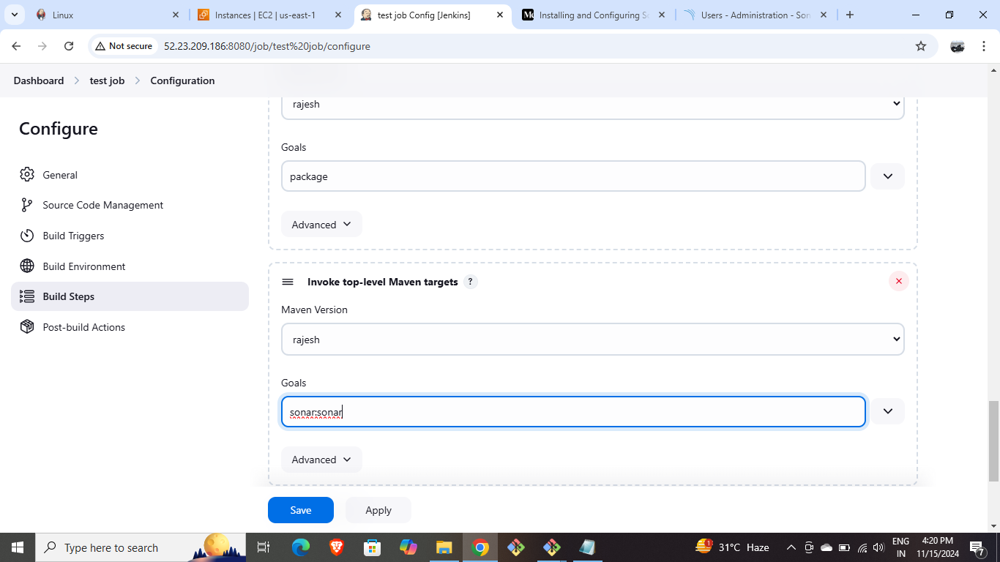 Linux
Instances | EC2 | us-east-1
test job Config [Jenkins]
Installing and Configuring So
Users - Administration - Son
Not secure
52.23.209.186:8080/job/test%20job/configure
Dashboard
test job
Configuration
Configure
General
Source Code Management
Build Triggers
Build Environment
Build Steps
Post-build Actions
rajesh
Goals
package
Advanced
Invoke top-level Maven targets ?
Maven Version
rajesh
Goals
sonar:sonar
Advanced
Save
Apply
Type here to search
1
31°C Haze
ENG
IN
4:20 PM
11/15/2024
7